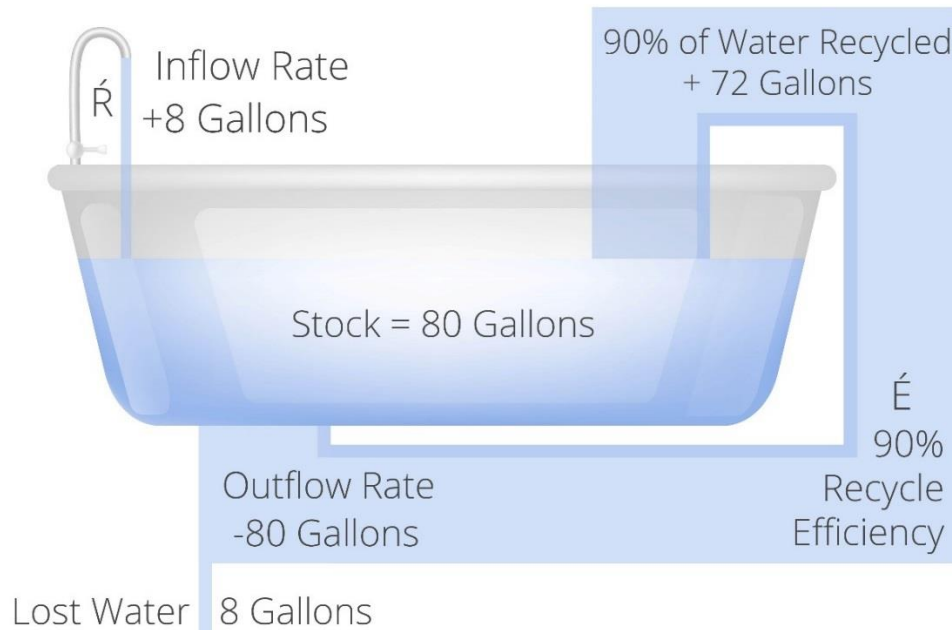 Ŕ
Inflow Rate
+8 Gallons
90% of Water Recycled
+ 72 Gallons
Stock = 80 Gallons
É
90%
Recycle
Efficiency
Outflow Rate
-80 Gallons
Lost Water 8 Gallons